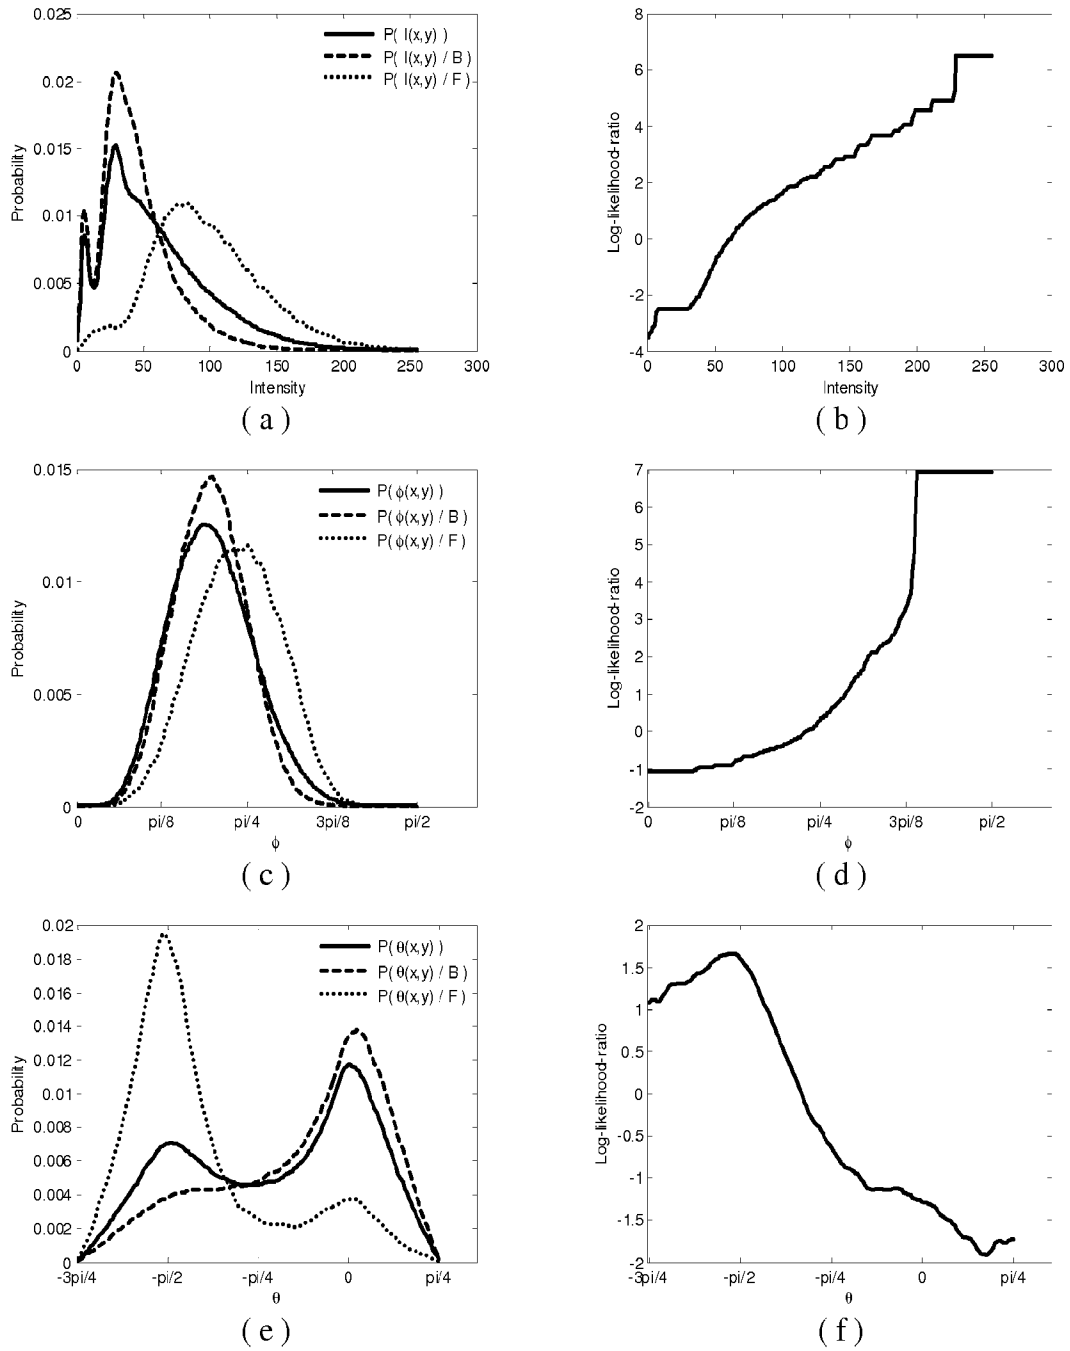 0.025
0.02
0.015
0.01
0.005
0
Probability
P( I(x,y) )
P( I(x,y) / B)
P( I(x,y) / F)
0 50 100 150 200 250 300
Intensity
( a )
8
6
4
2
0
-2
-4
Log-likelihood-ratio
0 50 100 150 200 250 300
Intensity
( b )
0.015
0.01
0.005
0
Probability
P( ϕ(x,y) )
P( ϕ(x,y) / B)
P( ϕ(x,y) / F)
0 pi/8 pi/4 3pi/8 pi/2
ϕ
( c )
7
6
5
4
3
2
1
0
-1
-2
Log-likelihood-ratio
0 pi/8 pi/4 3pi/8 pi/2
ϕ
( d )
0.02
0.018
0.016
0.014
0.012
0.01
0.008
0.006
0.004
0.002
0
Probability
P( θ(x,y) )
P( θ(x,y) / B)
P( θ(x,y) / F)
-3pi/4 -pi/2 -pi/4 0 pi/4
θ
( e )
2
1.5
1
0.5
0
-0.5
-1
-1.5
-2
Log-likelihood-ratio
-3pi/4 -pi/2 -pi/4 0 pi/4
θ
( f )